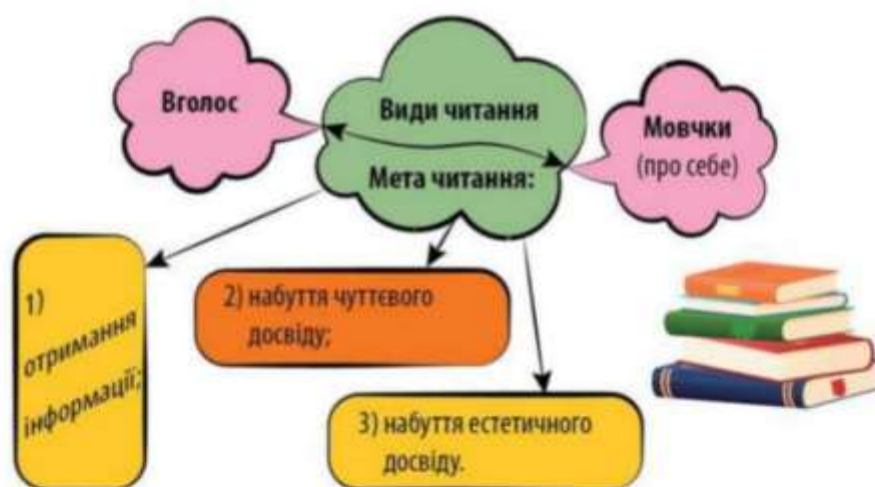 Вголос
Види читання
Мовчки
(про себе)
Мета читання:
1)
отримання
інформації;
2) набуття чуттєвого
досвіду;
3) набуття естетичного
досвіду.